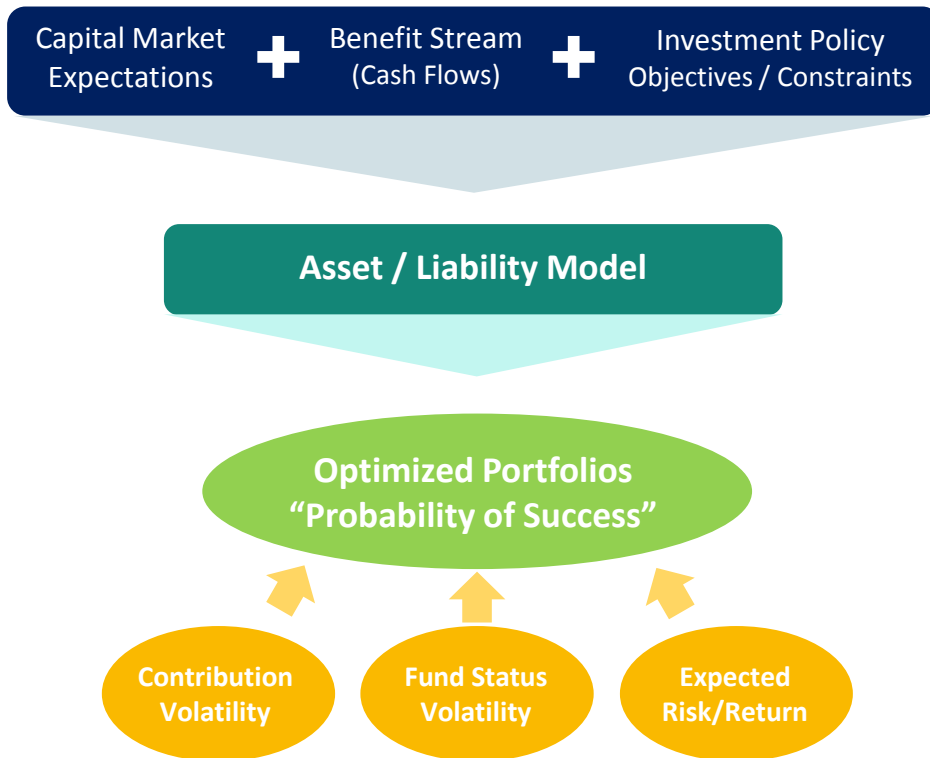 Capital Market
Expectations
+
Benefit Stream
(Cash Flows)
+
Investment Policy
Objectives / Constraints
Asset / Liability Model
Optimized Portfolios
“Probability of Success”
Contribution
Volatility
Fund Status
Volatility
Expected
Risk/Return